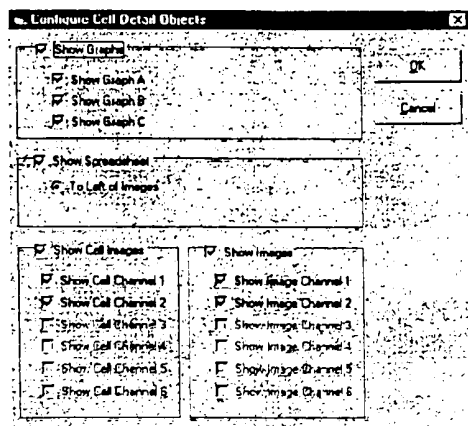 Configure Cell Detail Objects
Show Graphs
Show Graph A
Show Graph B
Show Graph C
OK
Cancel
Show Spreadsheet
To Left of Images
Show Cell Images
Show Cell Channel 1
Show Cell Channel 2
Show Cell Channel 3
Show Cell Channel 4
Show Cell Channel 5
Show Cell Channel 6
Show Images
Show Image Channel 1
Show Image Channel 2
Show Image Channel 3
Show Image Channel 4
Show Image Channel 5
Show Image Channel 6